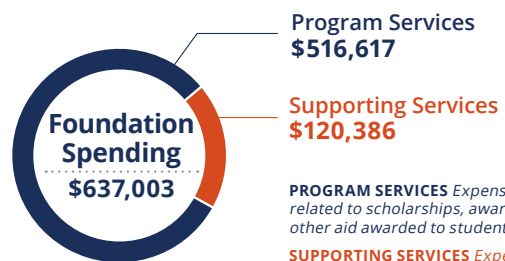 Program Services
$516,617
Foundation
Spending
$637,003
Supporting Services
$120,386
PROGRAM SERVICES
related to scholarships, awar
other aid awarded to student
SUPPORTING SERVICES